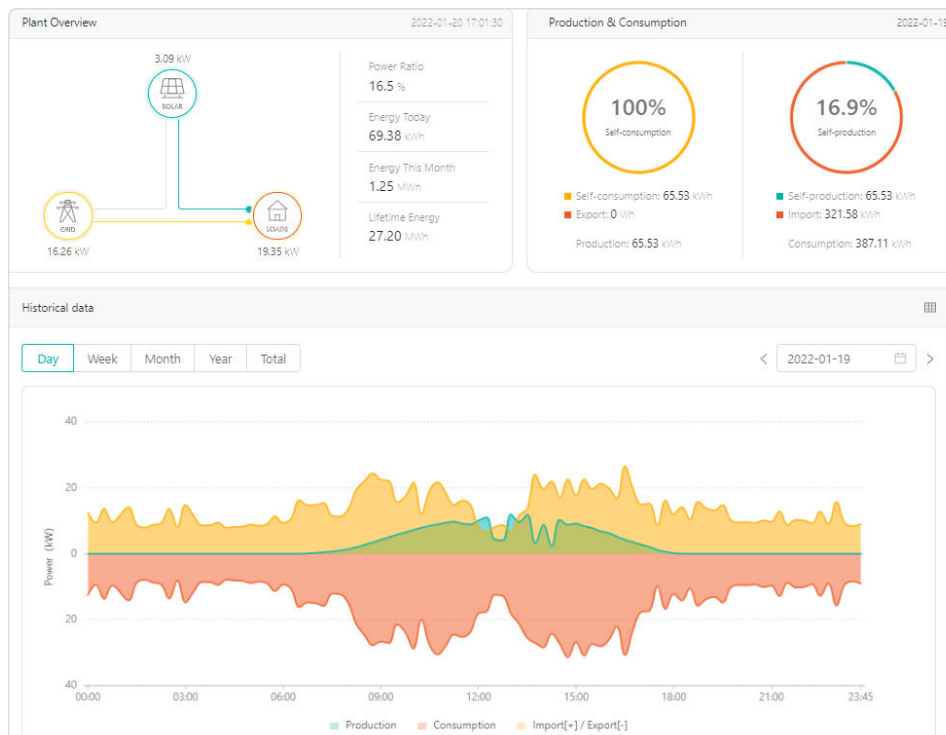 Plant Overview 2022-01-20 17:01:30
3.09 kW
SOLAR
GRID
16.26 kW
LOADS
19.35 kW
Power Ratio
16.5 %
Energy Today
69.38 kWh
Energy This Month
1.25 MWh
Lifetime Energy
27.20 MWh
Production & Consumption 2022-01-19
100%
Self-consumption
Self-consumption: 65.53 kWh
Export: 0 Wh
Production: 65.53 kWh
16.9%
Self-production
Self-production: 65.53 kWh
Import: 321.58 kWh
Consumption: 387.11 kWh
Historical data
Day Week Month Year Total
< 2022-01-19 >
Power (kW)
40
20
0
20
40
00:00 03:00 06:00 09:00 12:00 15:00 18:00 21:00 23:45
Production Consumption Import[+] / Export[-]